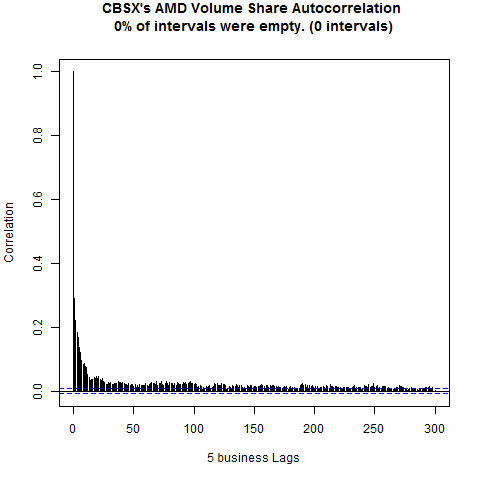 CBSX's AMD Volume Share Autocorrelation
0% of intervals were empty. (0 intervals)
1.0
0.8
0.6
0.4
0.2
0.0
Correlation
0 50 100 150 200 250 300
5 business Lags